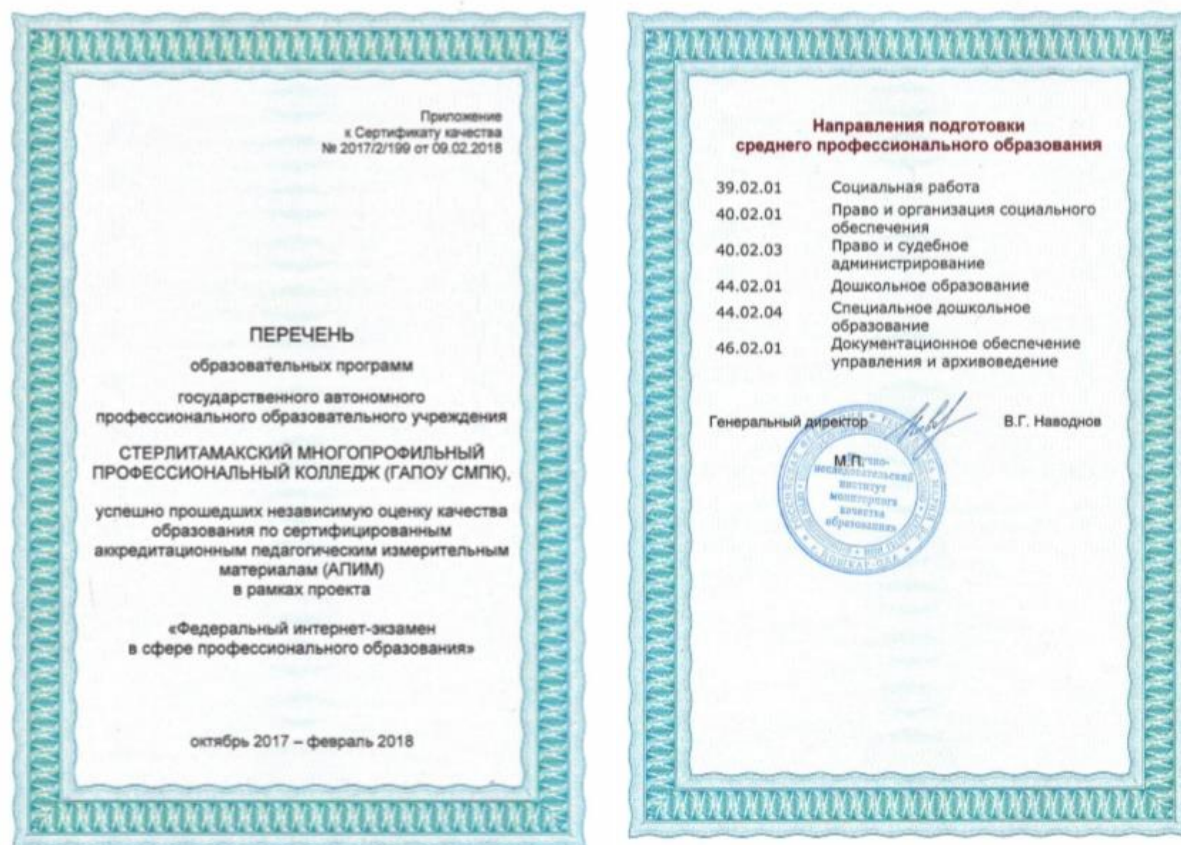 Приложение
к Сертификату качества
№ 2017/2/199 от 09.02.2018
ПЕРЕЧЕНЬ
образовательных программ
государственного автономного
профессионального образовательного учреждения
СТЕРЛИТАМАКСКИЙ МНОГОПРОФИЛЬНЫЙ
ПРОФЕССИОНАЛЬНЫЙ КОЛЛЕДЖ (ГАПОУ СМПК),
успешно прошедших независимую оценку качества
образования по сертифицированным
аккредитационным педагогическим измерительным
материалам (АПИМ)
в рамках проекта
«Федеральный интернет-экзамен
в сфере профессионального образования»
октябрь 2017 – февраль 2018
Направления подготовки
среднего профессионального образования
39.02.01 Социальная работа
40.02.01 Право и организация социального
обеспечения
40.02.03 Право и судебное
администрирование
44.02.01 Дошкольное образование
44.02.04 Специальное дошкольное
образование
46.02.01 Документационное обеспечение
управления и архивоведение
Генеральный директор В.Г. Наводнов
М.П.
исследовательский
институт
мониторинга
качества
образования»